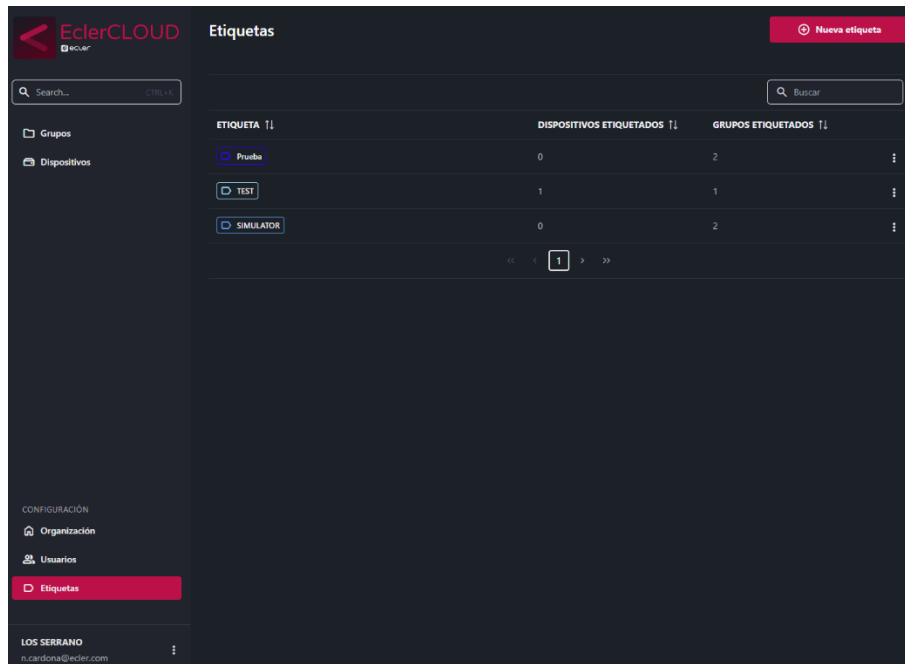 EclerCLOUD
ecler
Search... CTRL+K
Grupos
Dispositivos
CONFIGURACIÓN
Organización
Usuarios
Etiquetas
LOS SERRANO
n.cardona@ecler.com
Etiquetas
Nueva etiqueta
Buscar
ETIQUETA DISPOSITIVOS ETIQUETADOS GRUPOS ETIQUETADOS
Prueba 0 2
TEST 1 1
SIMULATOR 0 2
« ‹ 1 › »